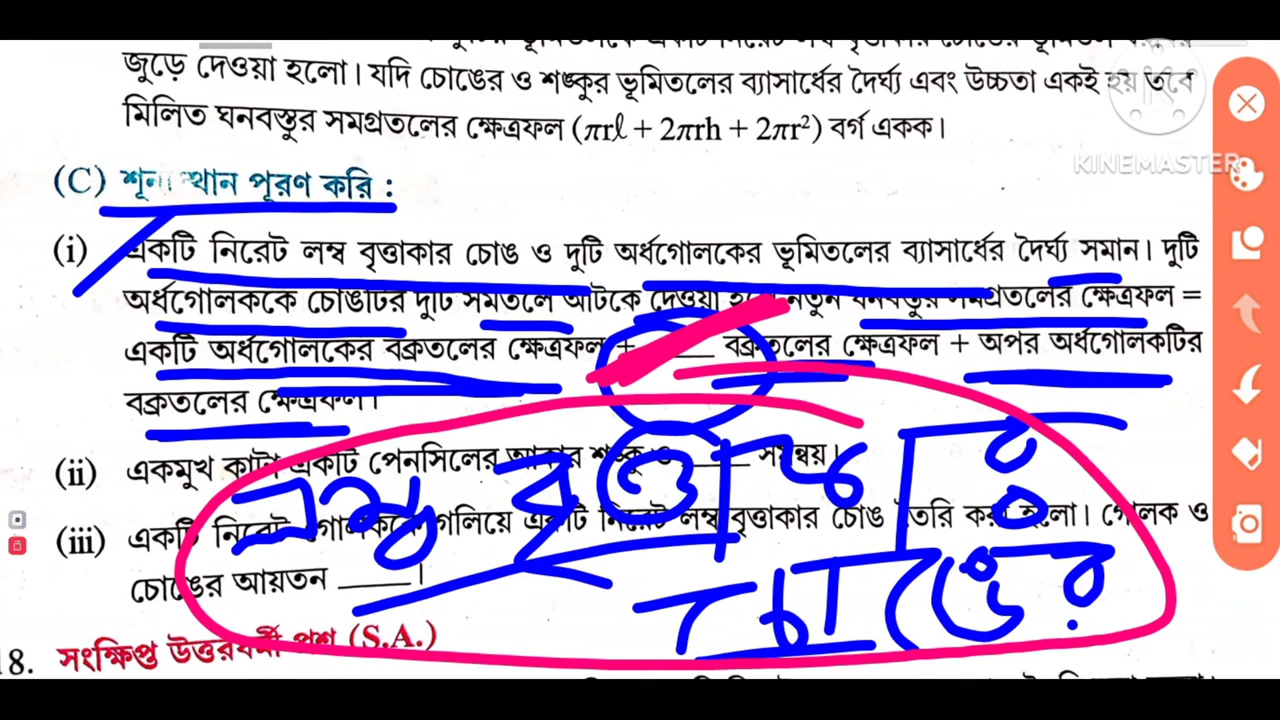 জুড়ে দেওয়া হলো। যদি চোঙের ও শঙ্কুর ভূমিতলের ব্যাসার্ধের দৈর্ঘ্য এবং উচ্চতা একই হয় তবে
মিলিত ঘনবস্তুর সমগ্রতলের ক্ষেত্রফল (πrl + 2πrh + 2πr²) বর্গ একক।
KINEMASTER
(C) শূন্যস্থান পূরণ করি :
(i) একটি নিরেট লম্ব বৃত্তাকার চোঙ ও দুটি অর্ধগোলকের ভূমিতলের ব্যাসার্ধের দৈর্ঘ্য সমান। দুটি
অর্ধগোলককে চোঙটির দুটি সমতলে আটকে দেওয়া হলে নতুন ঘনবস্তুর সমগ্রতলের ক্ষেত্রফল =
একটি অর্ধগোলকের বক্রতলের ক্ষেত্রফল + ____ বক্রতলের ক্ষেত্রফল + অপর অর্ধগোলকটির
বক্রতলের ক্ষেত্রফল।
(ii) একমুখ কাটা একটি পেনসিলের আকার শঙ্কু ও ____ সমন্বয়।
লম্ব বৃত্তাকার
(iii) একটি নিরেট গোলককে গলিয়ে একটি নিরেট লম্ব বৃত্তাকার চোঙ তৈরি করা হলো। গোলক ও
চোঙের আয়তন ____।
চোঙের
18. সংক্ষিপ্ত উত্তরধর্মী প্রশ্ন (S.A.)